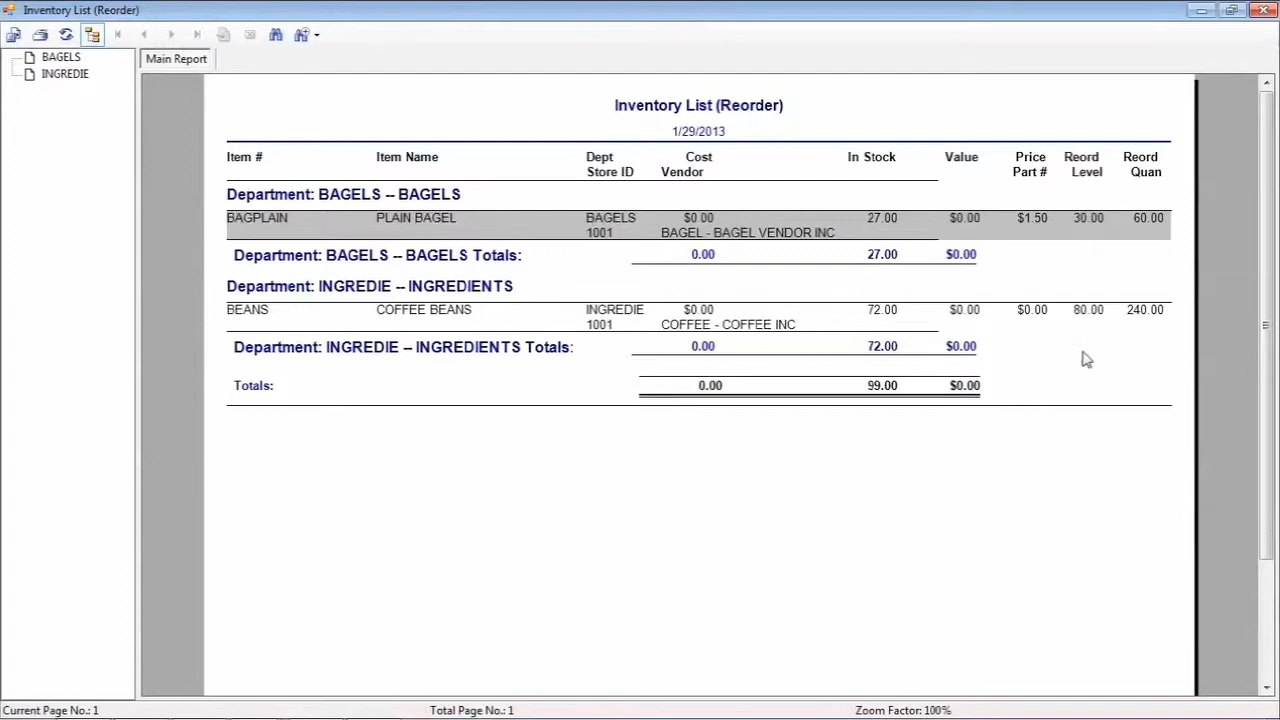 Inventory List (Reorder)
BAGELS
INGREDIE
Main Report
Inventory List (Reorder)
1/29/2013
Item # Item Name Dept Cost In Stock Value Price Reord Reord
Store ID Vendor Part # Level Quan
Department: BAGELS -- BAGELS
BAGPLAIN PLAIN BAGEL BAGELS $0.00 27.00 $0.00 $1.50 30.00 60.00
1001 BAGEL - BAGEL VENDOR INC
Department: BAGELS -- BAGELS Totals: 0.00 27.00 $0.00
Department: INGREDIE -- INGREDIENTS
BEANS COFFEE BEANS INGREDIE $0.00 72.00 $0.00 $0.00 80.00 240.00
1001 COFFEE - COFFEE INC
Department: INGREDIE -- INGREDIENTS Totals: 0.00 72.00 $0.00
Totals: 0.00 99.00 $0.00
Current Page No.: 1 Total Page No.: 1 Zoom Factor: 100%